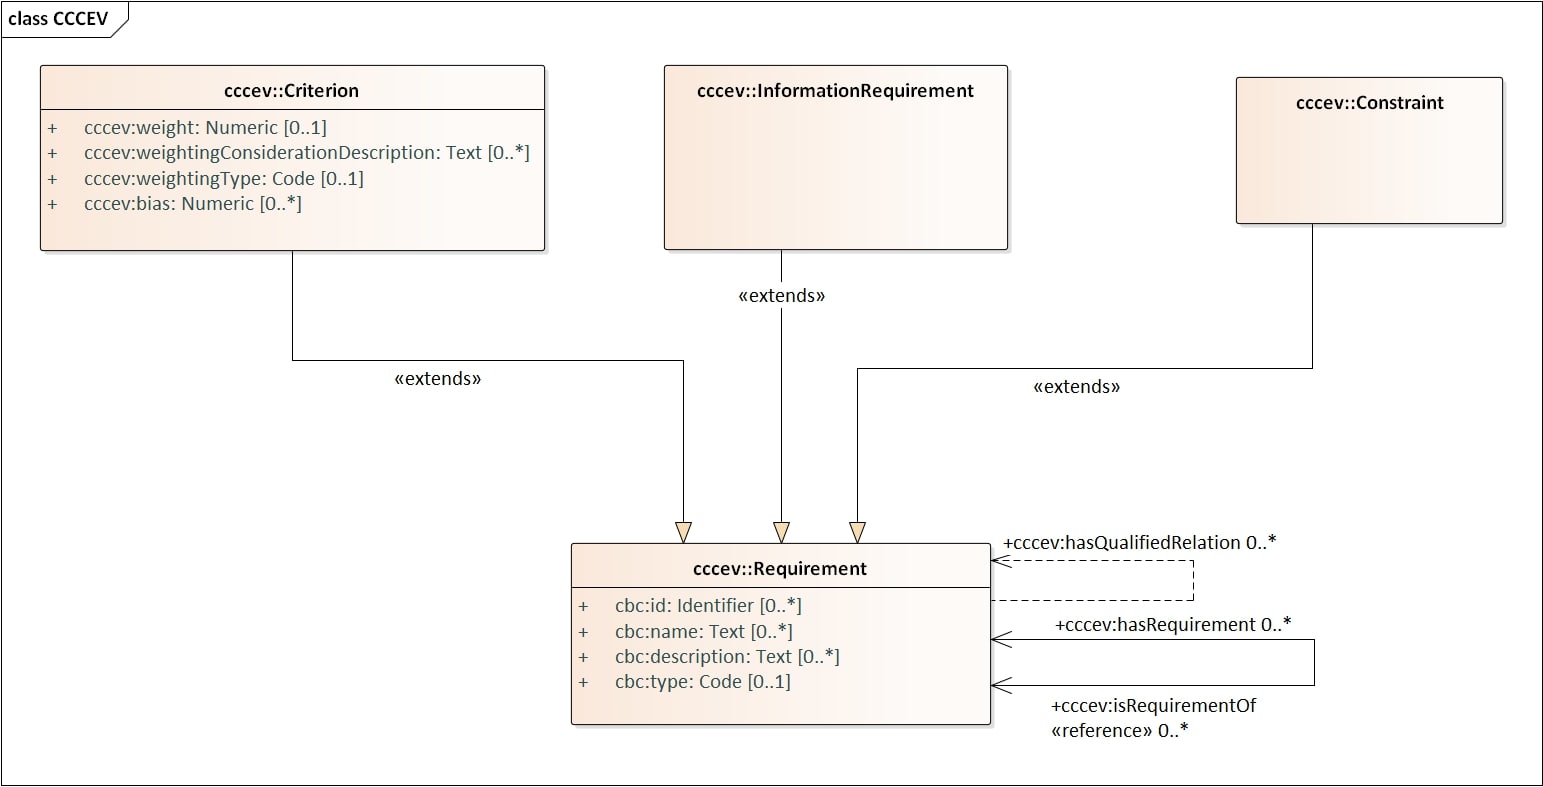 class CCCEV
cccev::Criterion
+ cccev:weight: Numeric [0..1]
+ cccev:weightingConsiderationDescription: Text [0..*]
+ cccev:weightingType: Code [0..1]
+ cccev:bias: Numeric [0..*]
cccev::InformationRequirement
cccev::Constraint
«extends»
«extends»
«extends»
cccev::Requirement
+ cbc:id: Identifier [0..*]
+ cbc:name: Text [0..*]
+ cbc:description: Text [0..*]
+ cbc:type: Code [0..1]
+cccev:hasQualifiedRelation 0..*
+cccev:hasRequirement 0..*
+cccev:isRequirementOf
«reference» 0..*